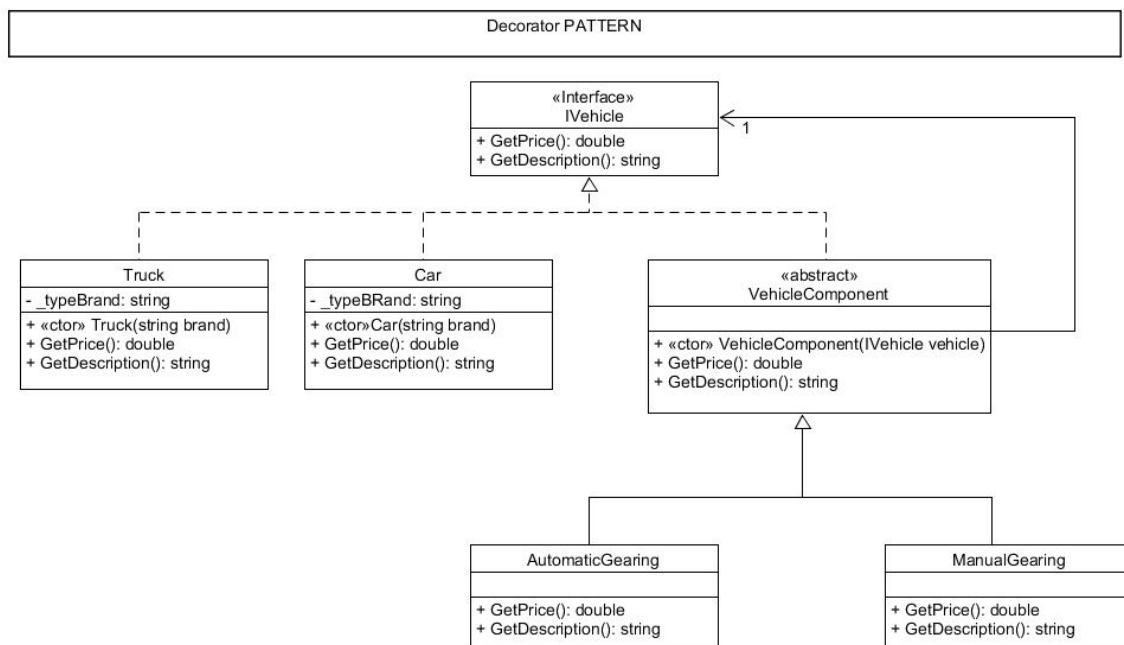 Decorator PATTERN
«Interface»
IVehicle
+ GetPrice(): double
+ GetDescription(): string
1
Truck
- _typeBrand: string
+ «ctor» Truck(string brand)
+ GetPrice(): double
+ GetDescription(): string
Car
- _typeBRand: string
+ «ctor»Car(string brand)
+ GetPrice(): double
+ GetDescription(): string
«abstract»
VehicleComponent
+ «ctor» VehicleComponent(IVehicle vehicle)
+ GetPrice(): double
+ GetDescription(): string
AutomaticGearing
+ GetPrice(): double
+ GetDescription(): string
ManualGearing
+ GetPrice(): double
+ GetDescription(): string